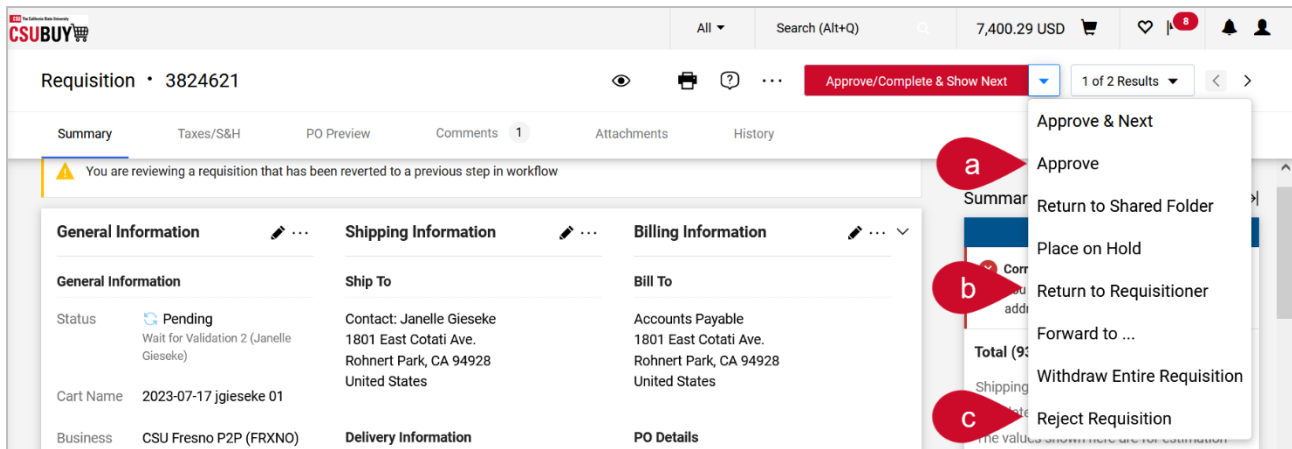 CSU The California State University
CSUBUY
All
Search (Alt+Q)
7,400.29 USD
8
Requisition • 3824621
Approve/Complete & Show Next
1 of 2 Results
Summary
Taxes/S&H
PO Preview
Comments 1
Attachments
History
You are reviewing a requisition that has been reverted to a previous step in workflow
Approve & Next
a
Approve
Return to Shared Folder
Place on Hold
b
Return to Requisitioner
Forward to ...
Withdraw Entire Requisition
c
Reject Requisition
General Information
General Information
Status
Pending
Wait for Validation 2 (Janelle
Gieseke)
Cart Name
2023-07-17 jgieseke 01
Business
CSU Fresno P2P (FRXNO)
Shipping Information
Ship To
Contact: Janelle Gieseke
1801 East Cotati Ave.
Rohnert Park, CA 94928
United States
Delivery Information
Billing Information
Bill To
Accounts Payable
1801 East Cotati Ave.
Rohnert Park, CA 94928
United States
PO Details
Total (93
Shipping
The values shown here are for estimation